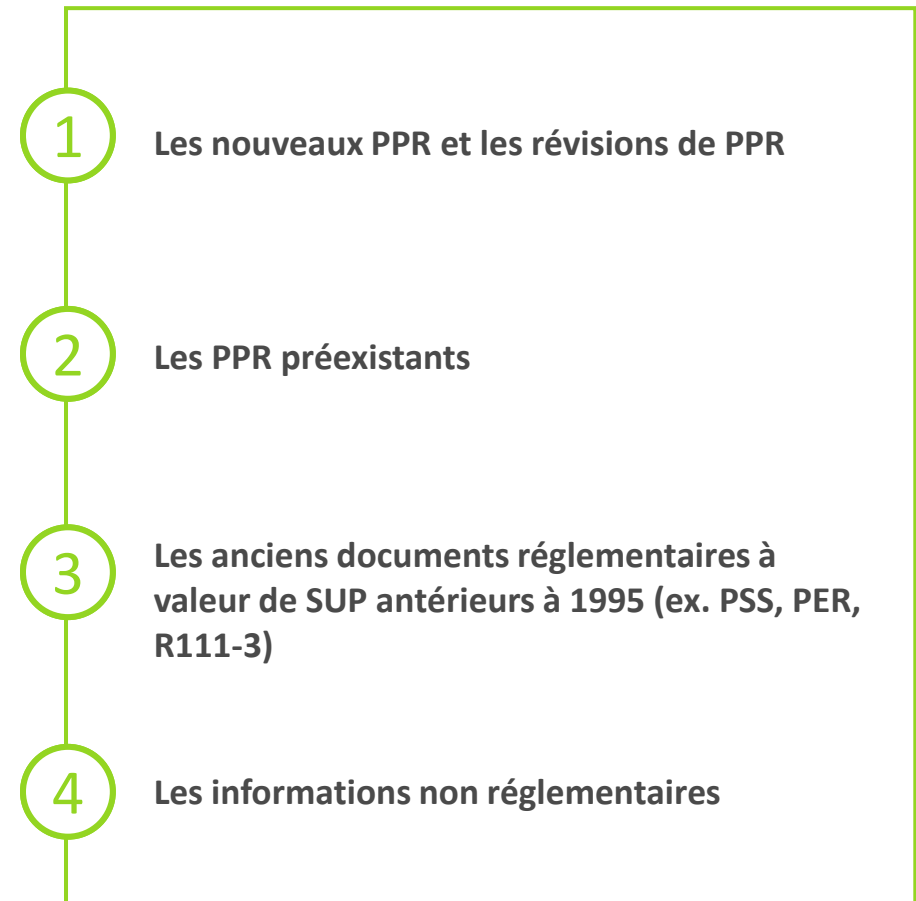 1
Les nouveaux PPR et les révisions de PPR
2
Les PPR préexistants
3
Les anciens documents réglementaires à
valeur de SUP antérieurs à 1995 (ex. PSS, PER,
R111-3)
4
Les informations non réglementaires